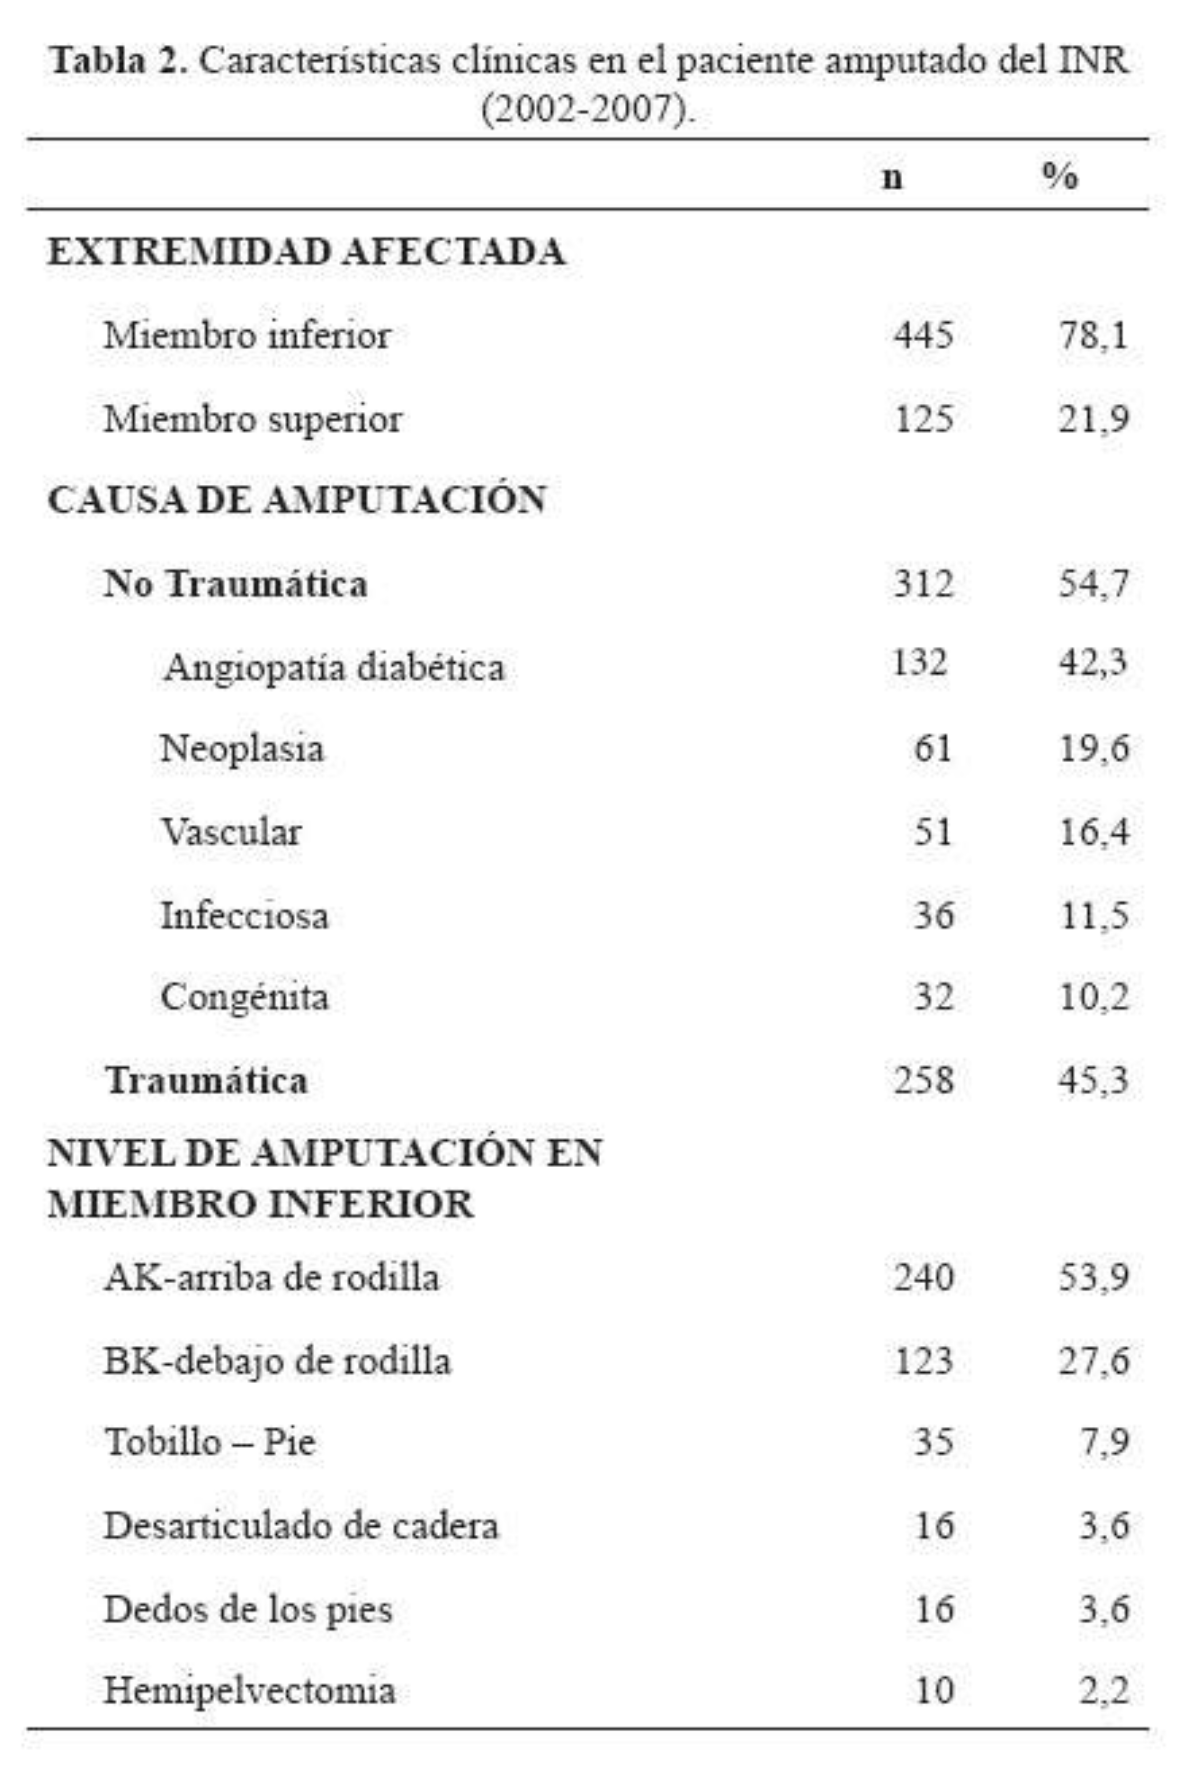 Tabla 2. Características clínicas en el paciente amputado del INR
(2002-2007).
n %
EXTREMIDAD AFECTADA
Miembro inferior 445 78,1
Miembro superior 125 21,9
CAUSA DE AMPUTACIÓN
No Traumática 312 54,7
Angiopatía diabética 132 42,3
Neoplasia 61 19,6
Vascular 51 16,4
Infecciosa 36 11,5
Congénita 32 10,2
Traumática 258 45,3
NIVEL DE AMPUTACIÓN EN
MIEMBRO INFERIOR
AK-arriba de rodilla 240 53,9
BK-debajo de rodilla 123 27,6
Tobillo – Pie 35 7,9
Desarticulado de cadera 16 3,6
Dedos de los pies 16 3,6
Hemipelvectomia 10 2,2